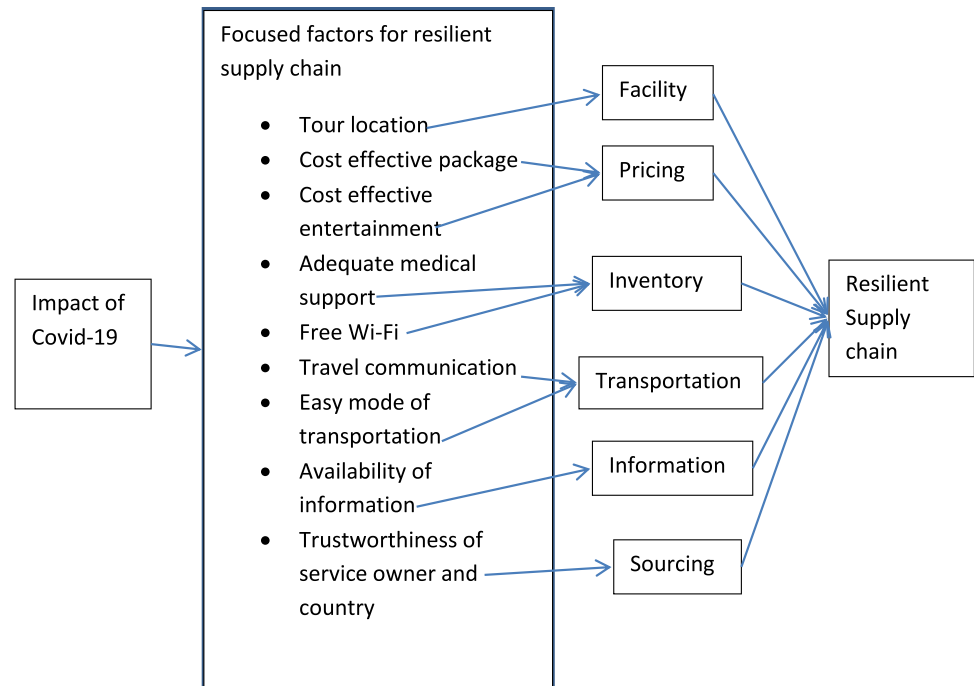 Impact of
Covid-19
Focused factors for resilient
supply chain
• Tour location
• Cost effective package
• Cost effective
entertainment
• Adequate medical
support
• Free Wi-Fi
• Travel communication
• Easy mode of
transportation
• Availability of
information
• Trustworthiness of
service owner and
country
Facility
Pricing
Inventory
Transportation
Information
Sourcing
Resilient
Supply
chain